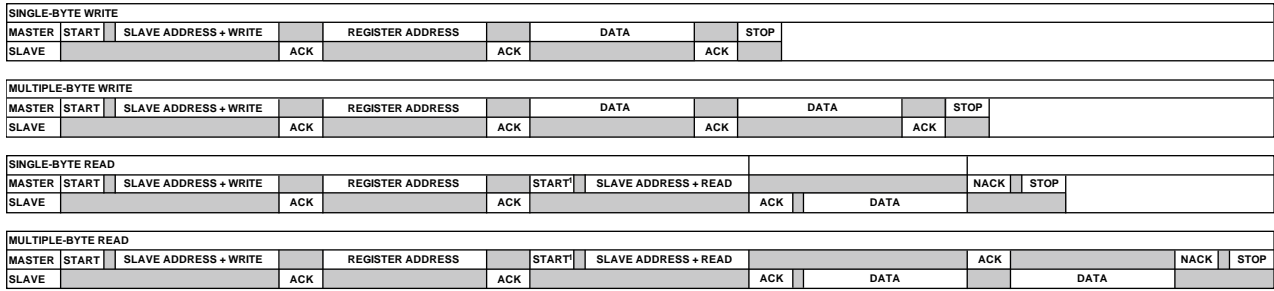 SINGLE-BYTE WRITE
MASTER START SLAVE ADDRESS + WRITE REGISTER ADDRESS DATA STOP
SLAVE ACK ACK ACK
MULTIPLE-BYTE WRITE
MASTER START SLAVE ADDRESS + WRITE REGISTER ADDRESS DATA DATA STOP
SLAVE ACK ACK ACK ACK
SINGLE-BYTE READ
MASTER START SLAVE ADDRESS + WRITE REGISTER ADDRESS START¹ SLAVE ADDRESS + READ NACK STOP
SLAVE ACK ACK ACK DATA
MULTIPLE-BYTE READ
MASTER START SLAVE ADDRESS + WRITE REGISTER ADDRESS START¹ SLAVE ADDRESS + READ ACK NACK STOP
SLAVE ACK ACK ACK DATA DATA